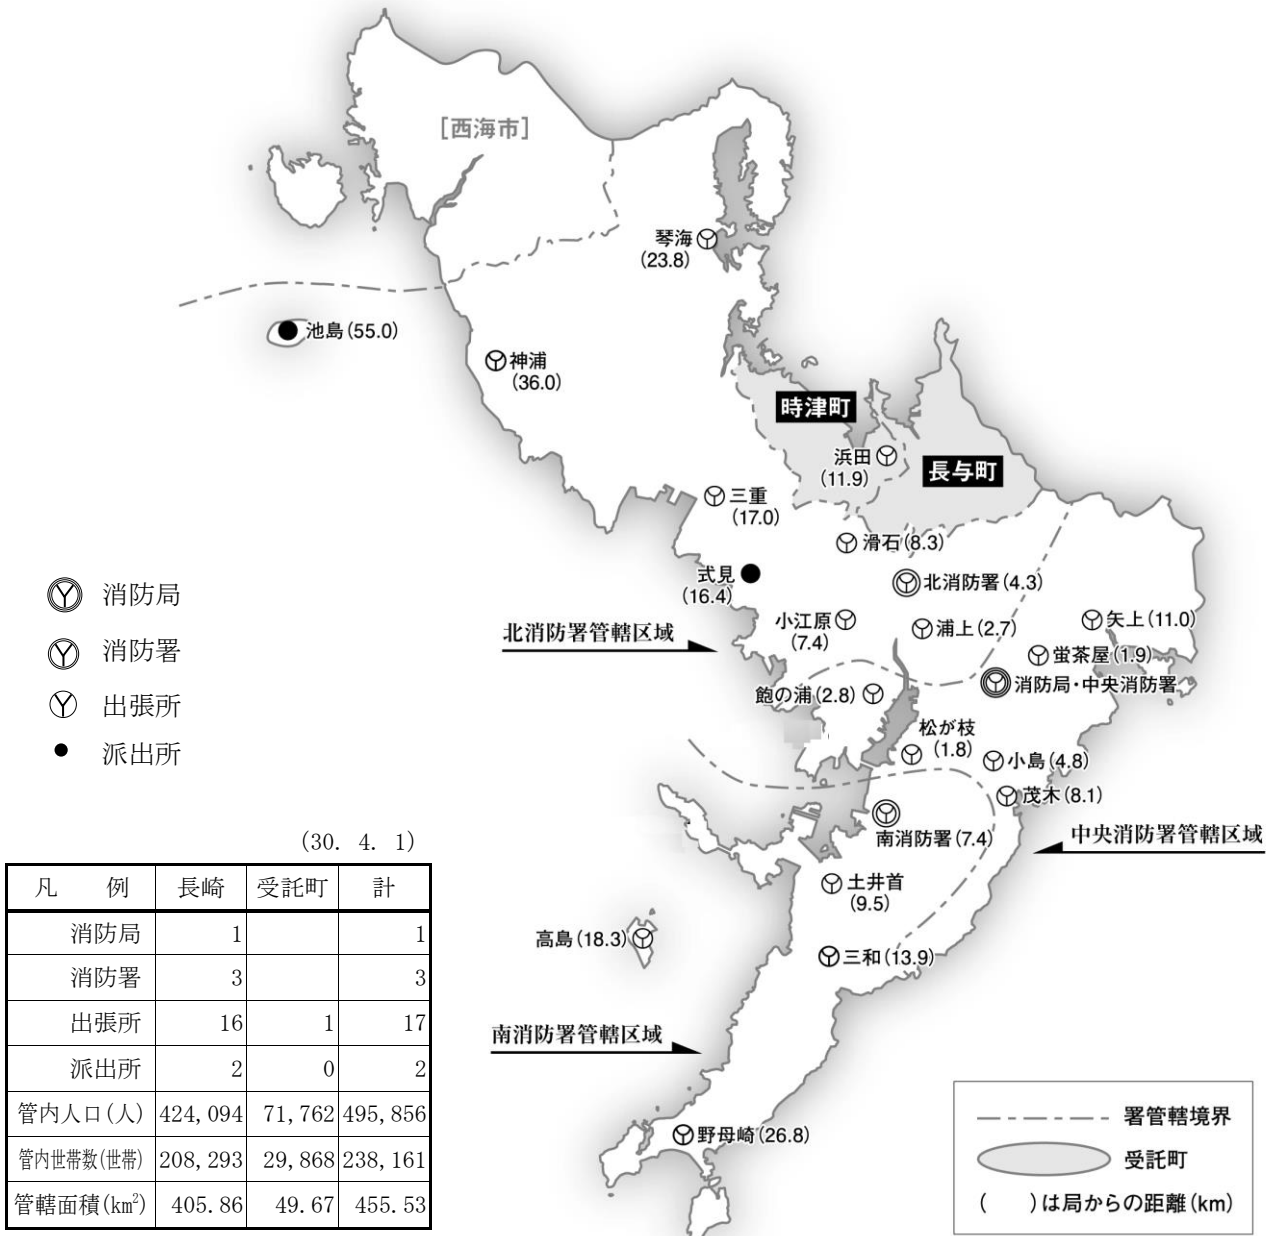 [西海市]
琴海
(23.8)
池島(55.0)
神浦
(36.0)
時津町
浜田
(11.9)
長与町
三重
(17.0)
滑石(8.3)
式見
(16.4)
北消防署(4.3)
小江原
(7.4)
浦上(2.7)
矢上(11.0)
蛍茶屋(1.9)
消防局・中央消防署
北消防署管轄区域
飽の浦(2.8)
松が枝
(1.8)
小島(4.8)
茂木(8.1)
南消防署(7.4)
中央消防署管轄区域
土井首
(9.5)
高島(18.3)
三和(13.9)
南消防署管轄区域
野母崎(26.8)
消防局
消防署
出張所
派出所
(30. 4. 1)
凡 例 長崎 受託町 計
消防局 1 1
消防署 3 3
出張所 16 1 17
派出所 2 0 2
管内人口(人) 424,094 71,762 495,856
管内世帯数(世帯) 208,293 29,868 238,161
管轄面積(km²) 405.86 49.67 455.53
署管轄境界
受託町
( )は局からの距離(km)